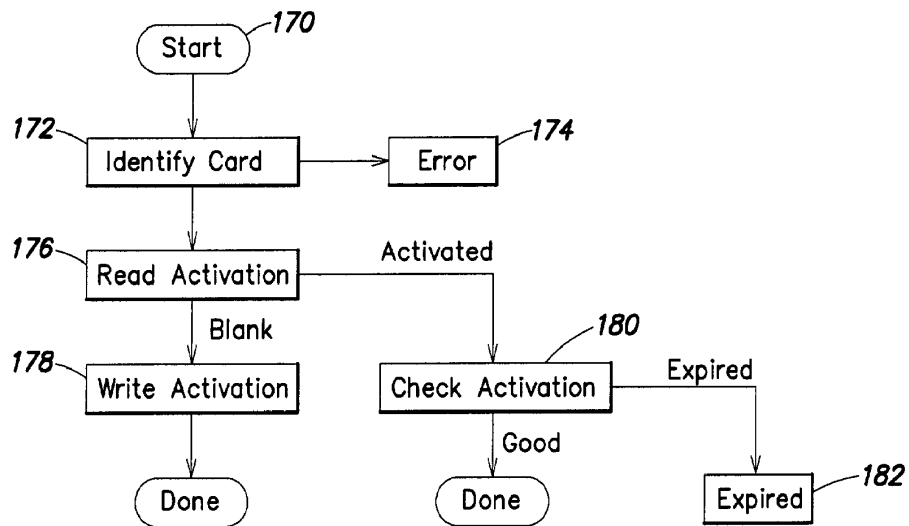 Start
170
172
Identify Card
Error
174
176
Read Activation
Activated
Blank
178
Write Activation
180
Check Activation
Expired
Good
Done
Done
Expired
182